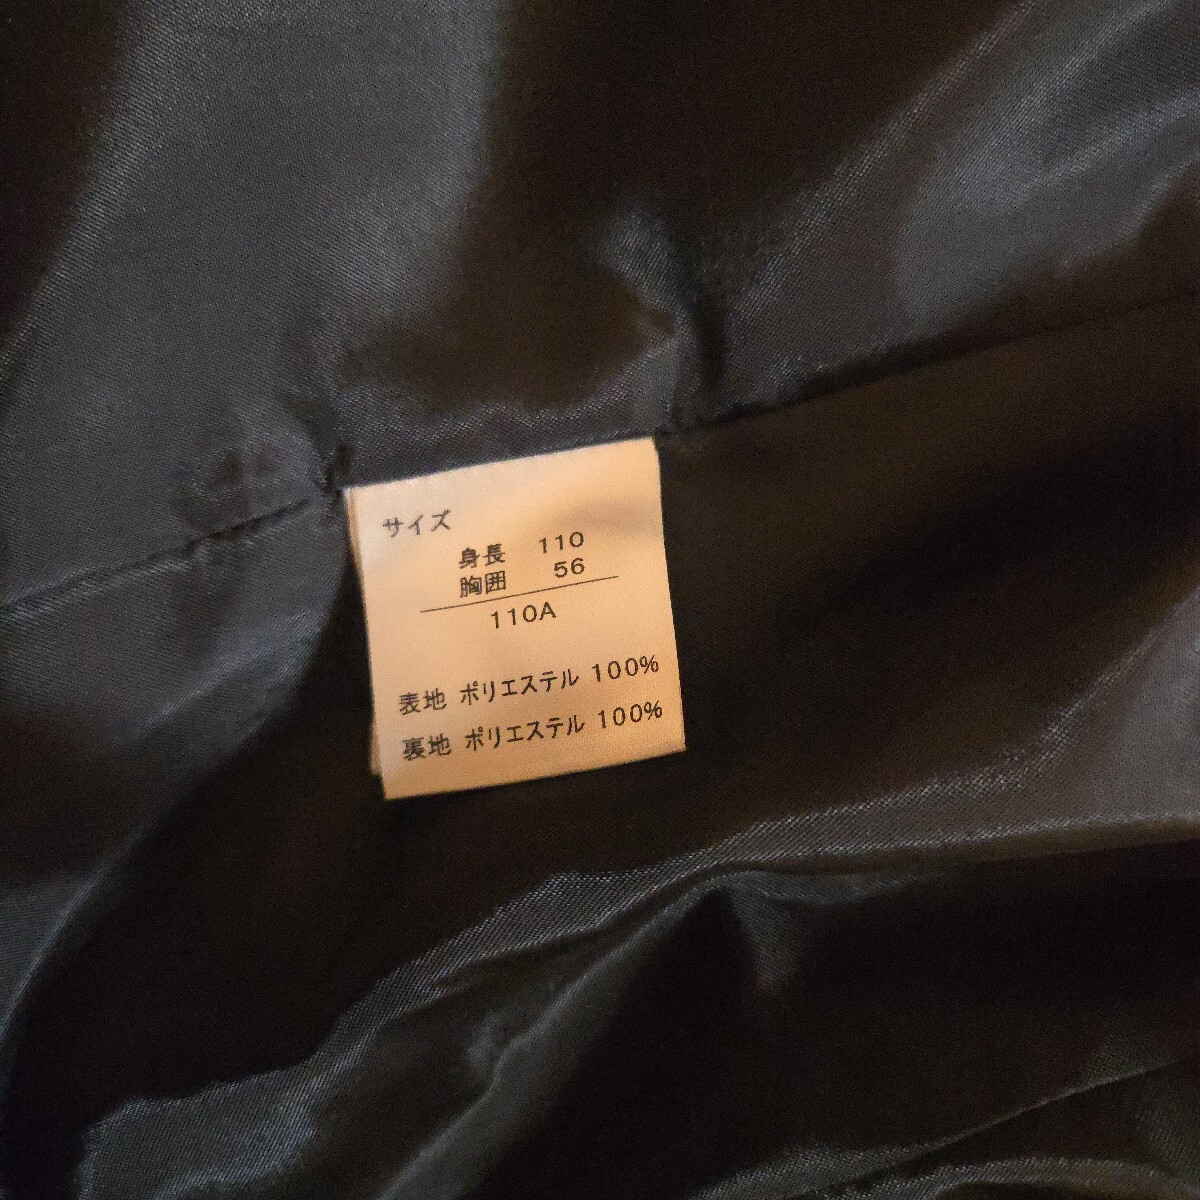 サイズ
身長 110
胸囲 56
110A
表地 ポリエステル 100%
裏地 ポリエステル 100%